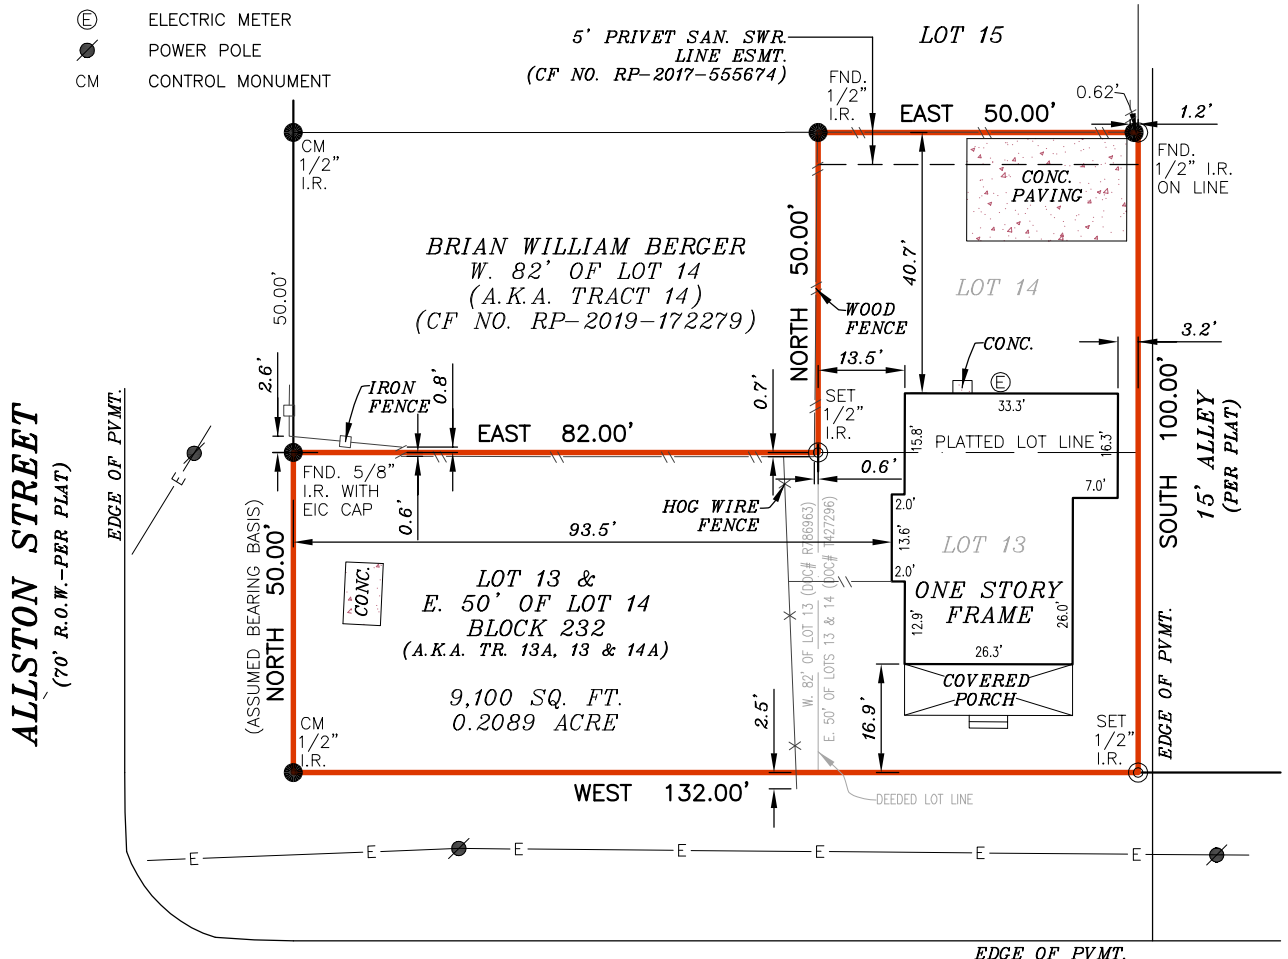 E ELECTRIC METER
POWER POLE
CM CONTROL MONUMENT
5' PRIVET SAN. SWR.
LINE ESMT.
(CF NO. RP-2017-555674)
LOT 15
FND.
1/2"
I.R.
EAST 50.00'
0.62'
1.2'
FND.
1/2" I.R.
ON LINE
CM
1/2"
I.R.
CONC.
PAVING
50.00'
BRIAN WILLIAM BERGER
W. 82' OF LOT 14
(A.K.A. TRACT 14)
(CF NO. RP-2019-172279)
NORTH 50.00'
40.7'
LOT 14
WOOD
FENCE
3.2'
CONC.
13.5'
E
2.6'
IRON
FENCE
0.8'
0.7'
SET
1/2"
I.R.
33.3'
15.8'
PLATTED LOT LINE
16.3'
7.0'
SOUTH 100.00'
15' ALLEY
(PER PLAT)
ALLSTON STREET
(70' R.O.W.-PER PLAT)
EDGE OF PVMT.
E
EAST 82.00'
FND. 5/8"
I.R. WITH
EIC CAP
0.6'
HOG WIRE
FENCE
0.6'
93.5'
2.0'
13.6'
2.0'
LOT 13
(ASSUMED BEARING BASIS)
NORTH 50.00'
CONC.
LOT 13 &
E. 50' OF LOT 14
BLOCK 232
(A.K.A. TR. 13A, 13 & 14A)
9,100 SQ. FT.
0.2089 ACRE
W. 82' OF LOT 13 (DOC# R786963)
E. 50' OF LOTS 13 & 14 (DOC# T427296)
ONE STORY
FRAME
12.9'
26.0'
26.3'
COVERED
PORCH
16.9'
2.5'
CM
1/2"
I.R.
SET
1/2"
I.R.
EDGE OF PVMT.
WEST 132.00'
DEEDED LOT LINE
E E E E E E E
EDGE OF PVMT.